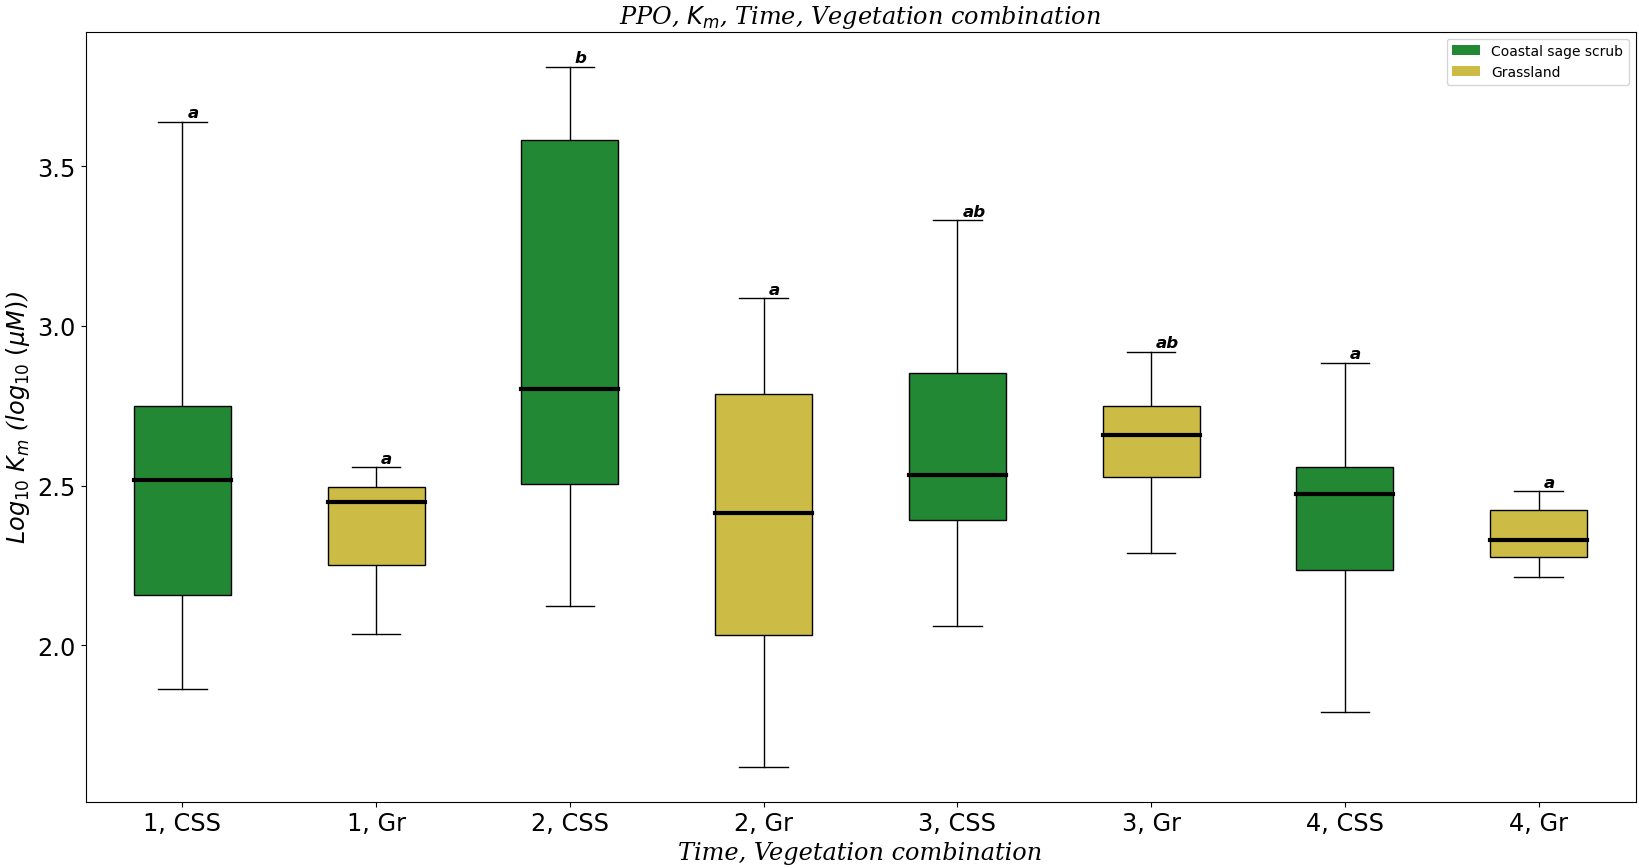 PPO, Km, Time, Vegetation combination
Coastal sage scrub
Grassland
b
a
3.5
ab
a
3.0
ab
a
a
2.5
a
2.0
Log10 Km (log10 (μM))
1, CSS 1, Gr 2, CSS 2, Gr 3, CSS 3, Gr 4, CSS 4, Gr
Time, Vegetation combination